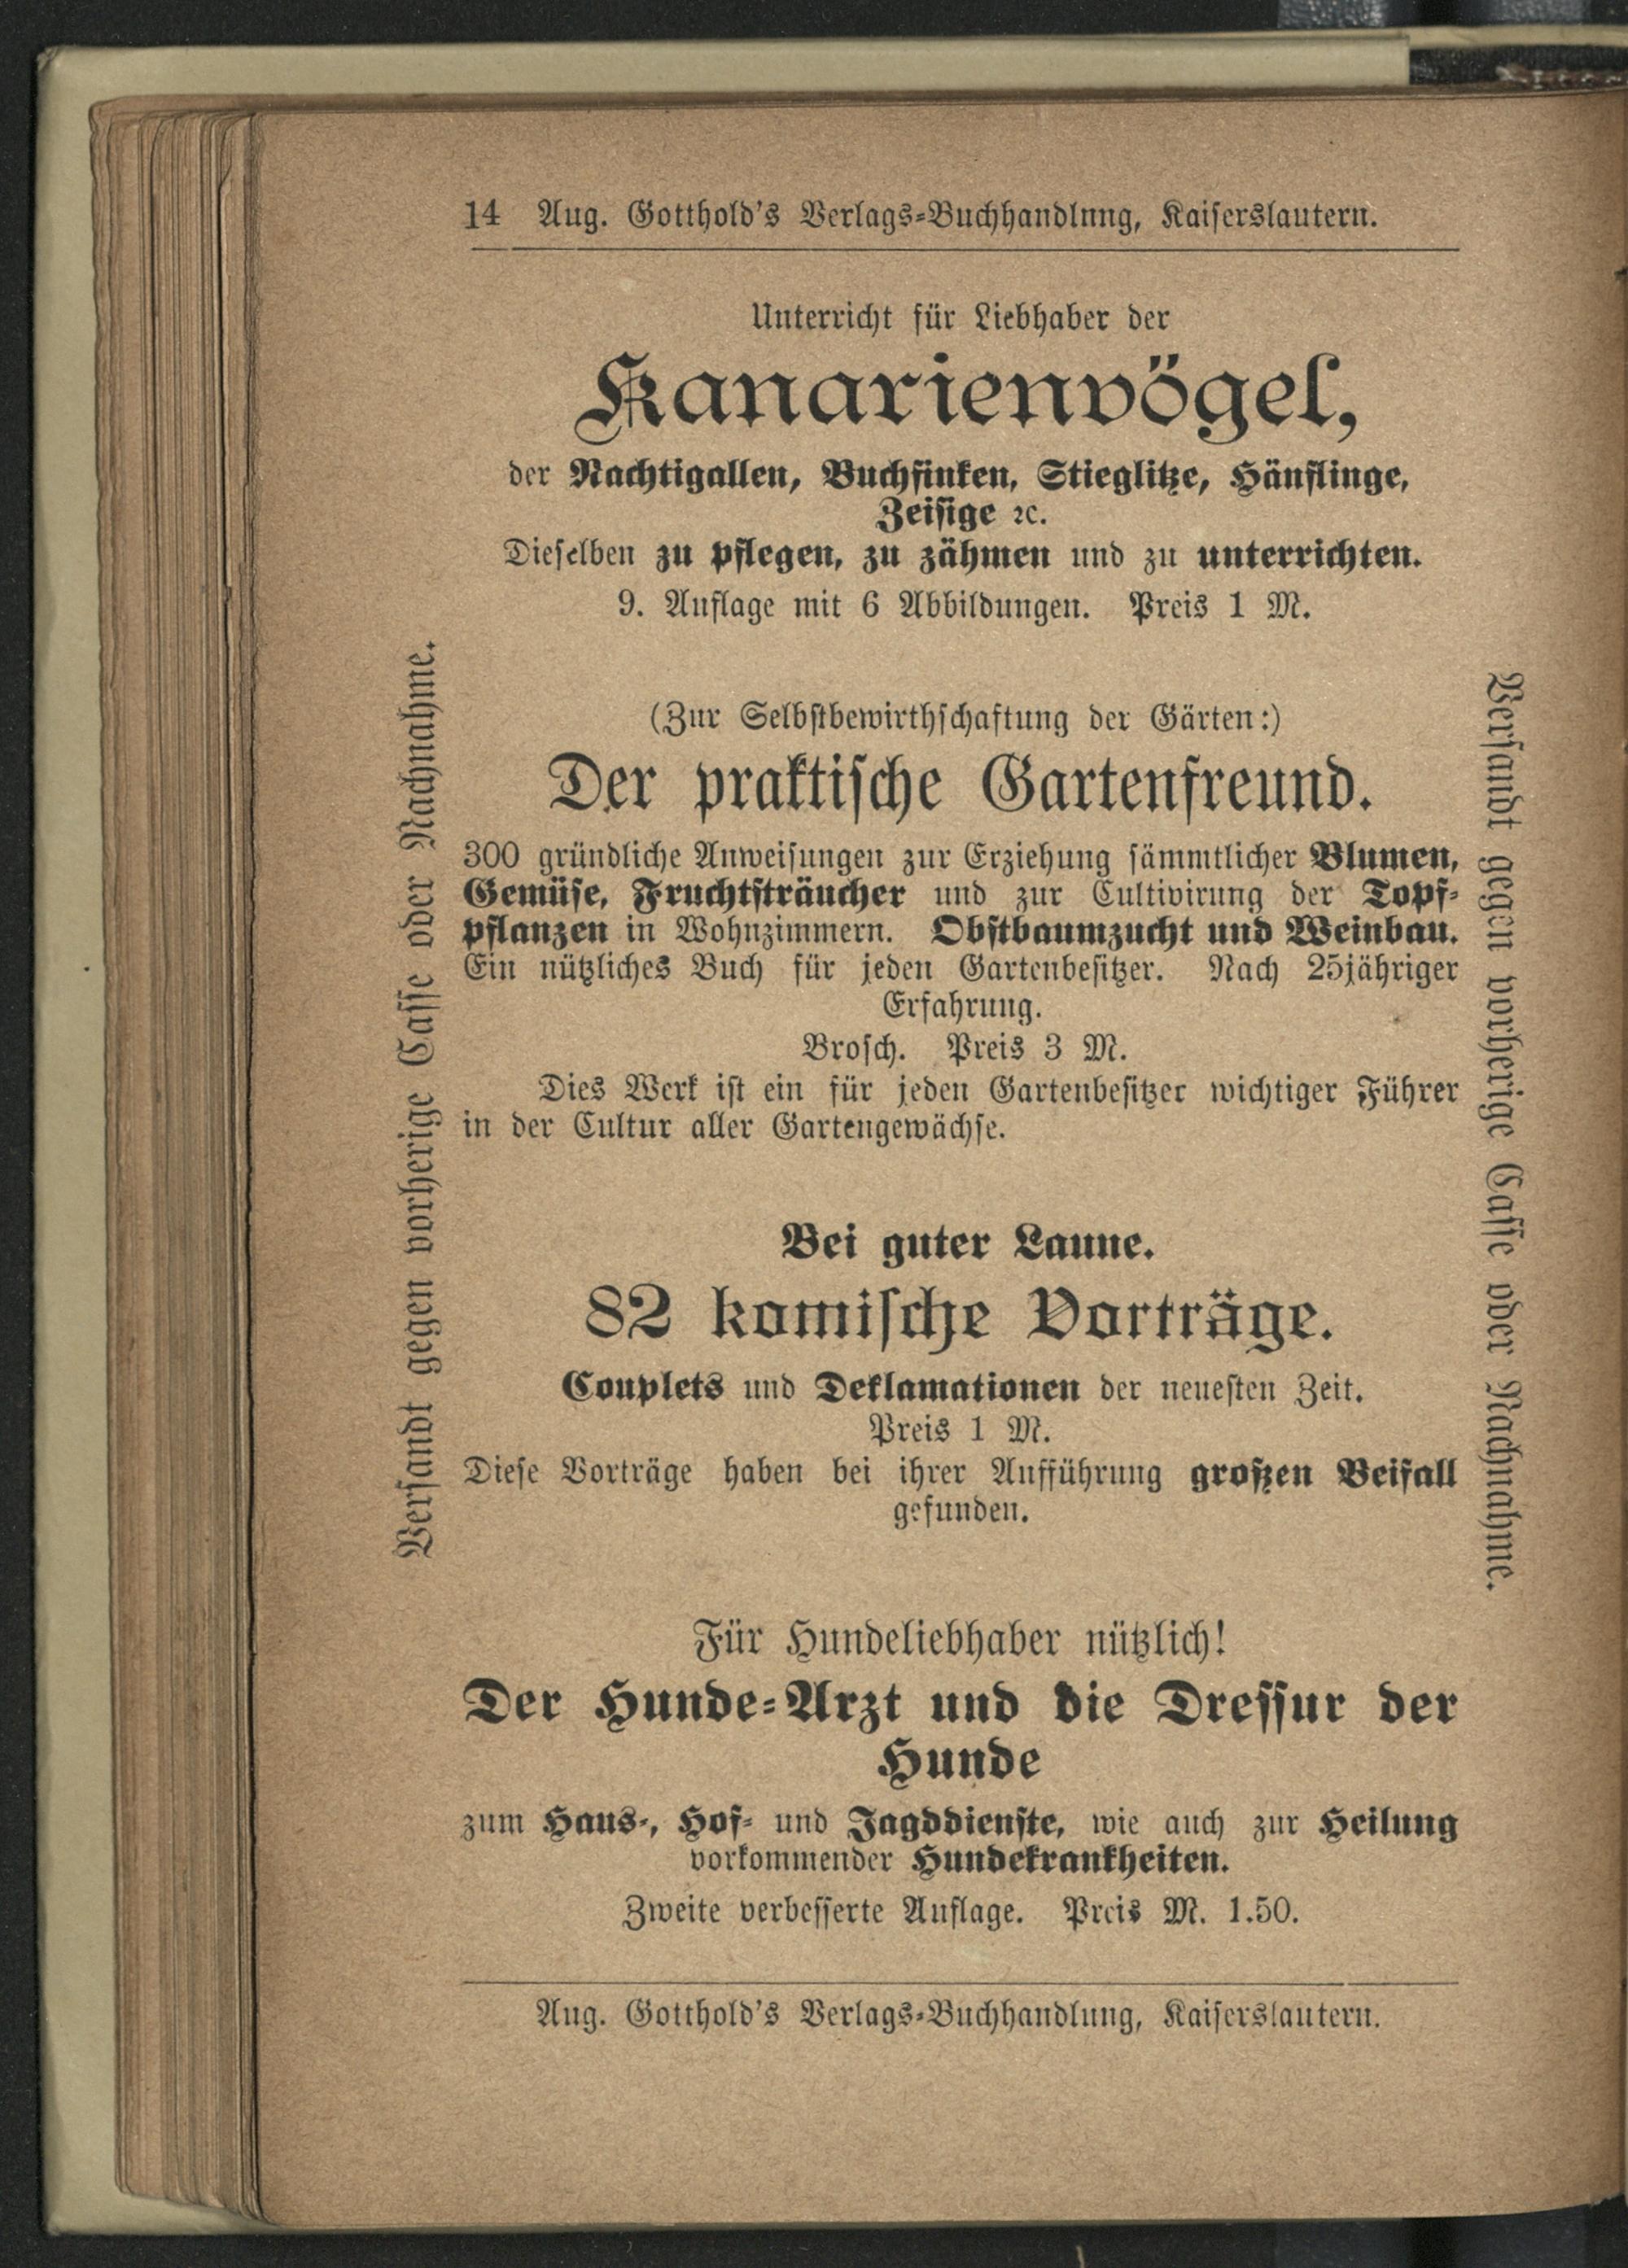 14 Aug. Gotthold's Verlags-Buchhandlnng, Kaiserslautern.
Unterricht für Liebhaber der
Kanarienvögel,
der Nachtigallen, Buchfinken, Stieglitze, Hänflinge,
Zeisige ꝛc.
Dieselben zu pflegen, zu zähmen und zu unterrichten.
9. Auflage mit 6 Abbildungen. Preis 1 M.
(Zur Selbstbewirthschaftung der Gärten:)
Der praktische Gartenfreund.
300 gründliche Anweisungen zur Erziehung sämmtlicher Blumen,
Gemüse, Fruchtsträucher und zur Cultivirung der Topf-
pflanzen in Wohnzimmern. Obstbaumzucht und Weinbau.
Ein nützliches Buch für jeden Gartenbesitzer. Nach 25jähriger
Erfahrung.
Brosch. Preis 3 M.
Dies Werk ist ein für jeden Gartenbesitzer wichtiger Führer
in der Cultur aller Gartengewächse.
Bei guter Laune.
82 komische Vorträge.
Couplets und Deklamationen der neuesten Zeit.
Preis 1 M.
Diese Vorträge haben bei ihrer Aufführung großen Beifall
gefunden.
Für Hundeliebhaber nützlich!
Der Hunde-Arzt und die Dressur der
Hunde
zum Haus-, Hof- und Jagddienste, wie auch zur Heilung
vorkommender Hundekrankheiten.
Zweite verbesserte Auflage. Preis M. 1.50.
Aug. Gotthold's Verlags-Buchhandlung, Kaiserslautern.
Versandt gegen vorherige Casse oder Nachnahme.
Versandt gegen vorherige Casse oder Nachnahme.